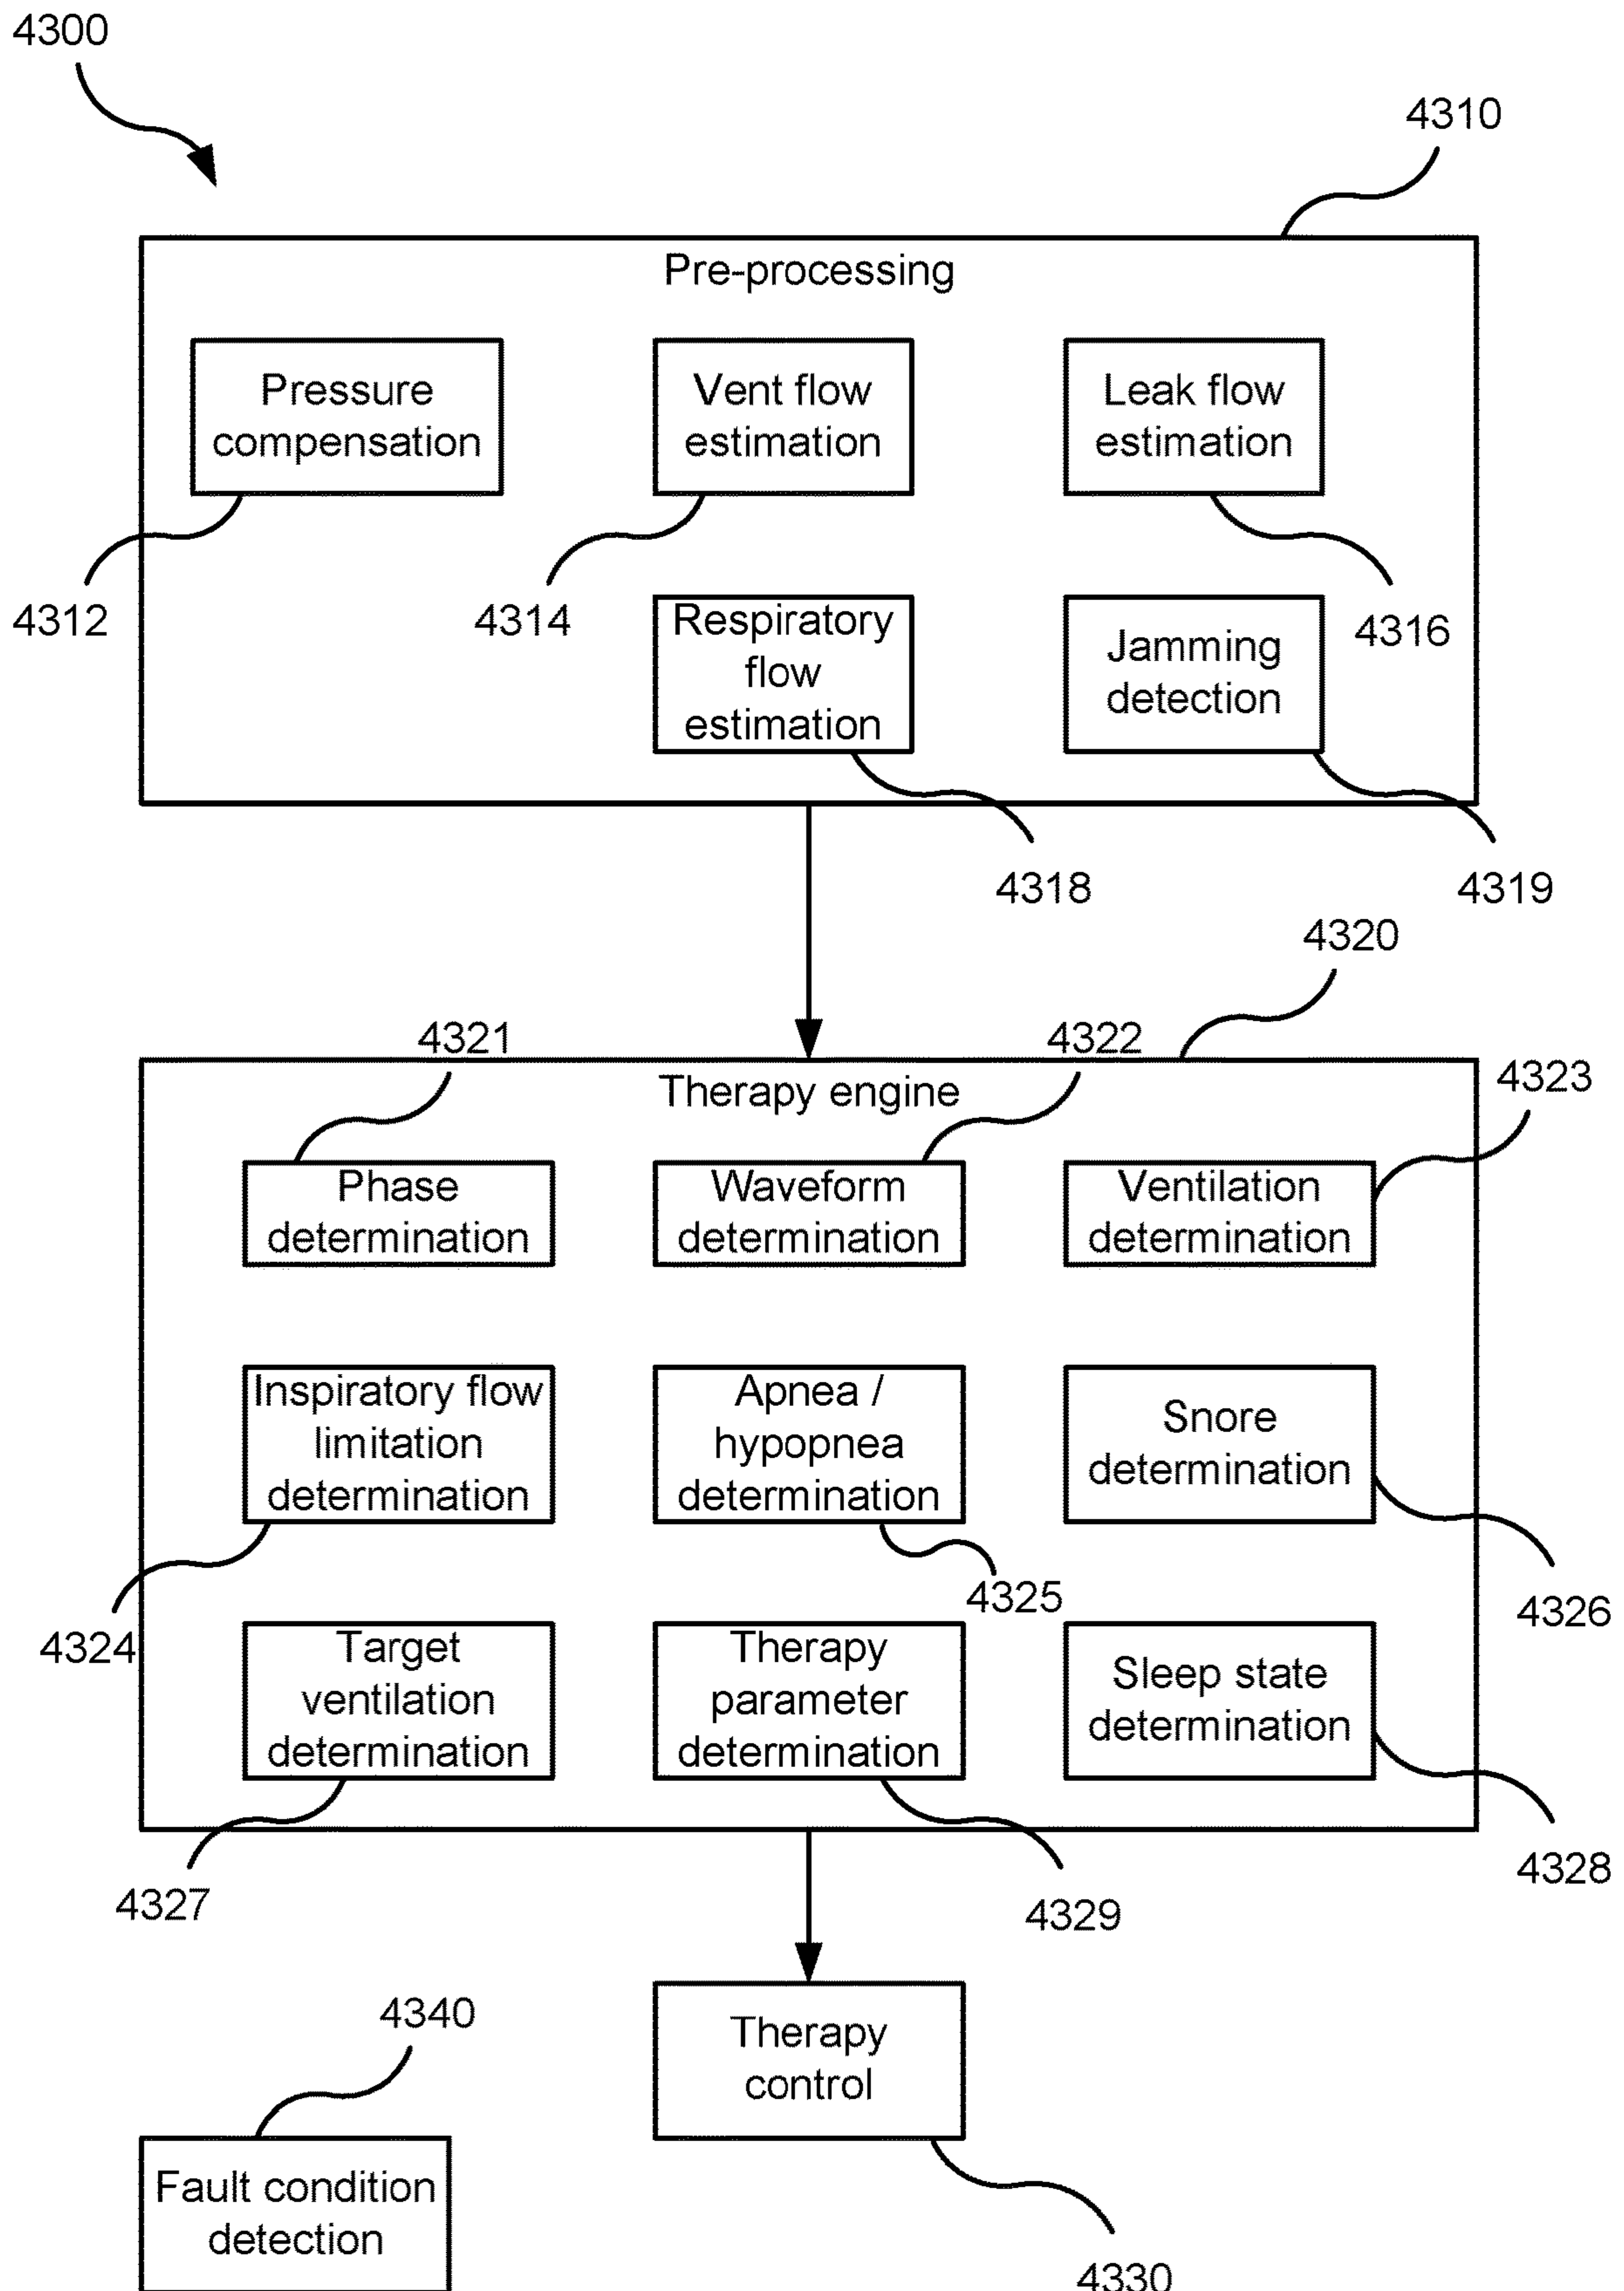 4300
4310
Pre-processing
Pressure
compensation
Vent flow
estimation
Leak flow
estimation
4312
4314
4316
Respiratory
flow
estimation
Jamming
detection
4318
4319
4320
4321
4322
4323
Therapy engine
Phase
determination
Waveform
determination
Ventilation
determination
Inspiratory flow
limitation
determination
Apnea /
hypopnea
determination
Snore
determination
4324
4325
4326
Target
ventilation
determination
Therapy
parameter
determination
Sleep state
determination
4327
4329
4328
4340
Therapy
control
Fault condition
detection
4330